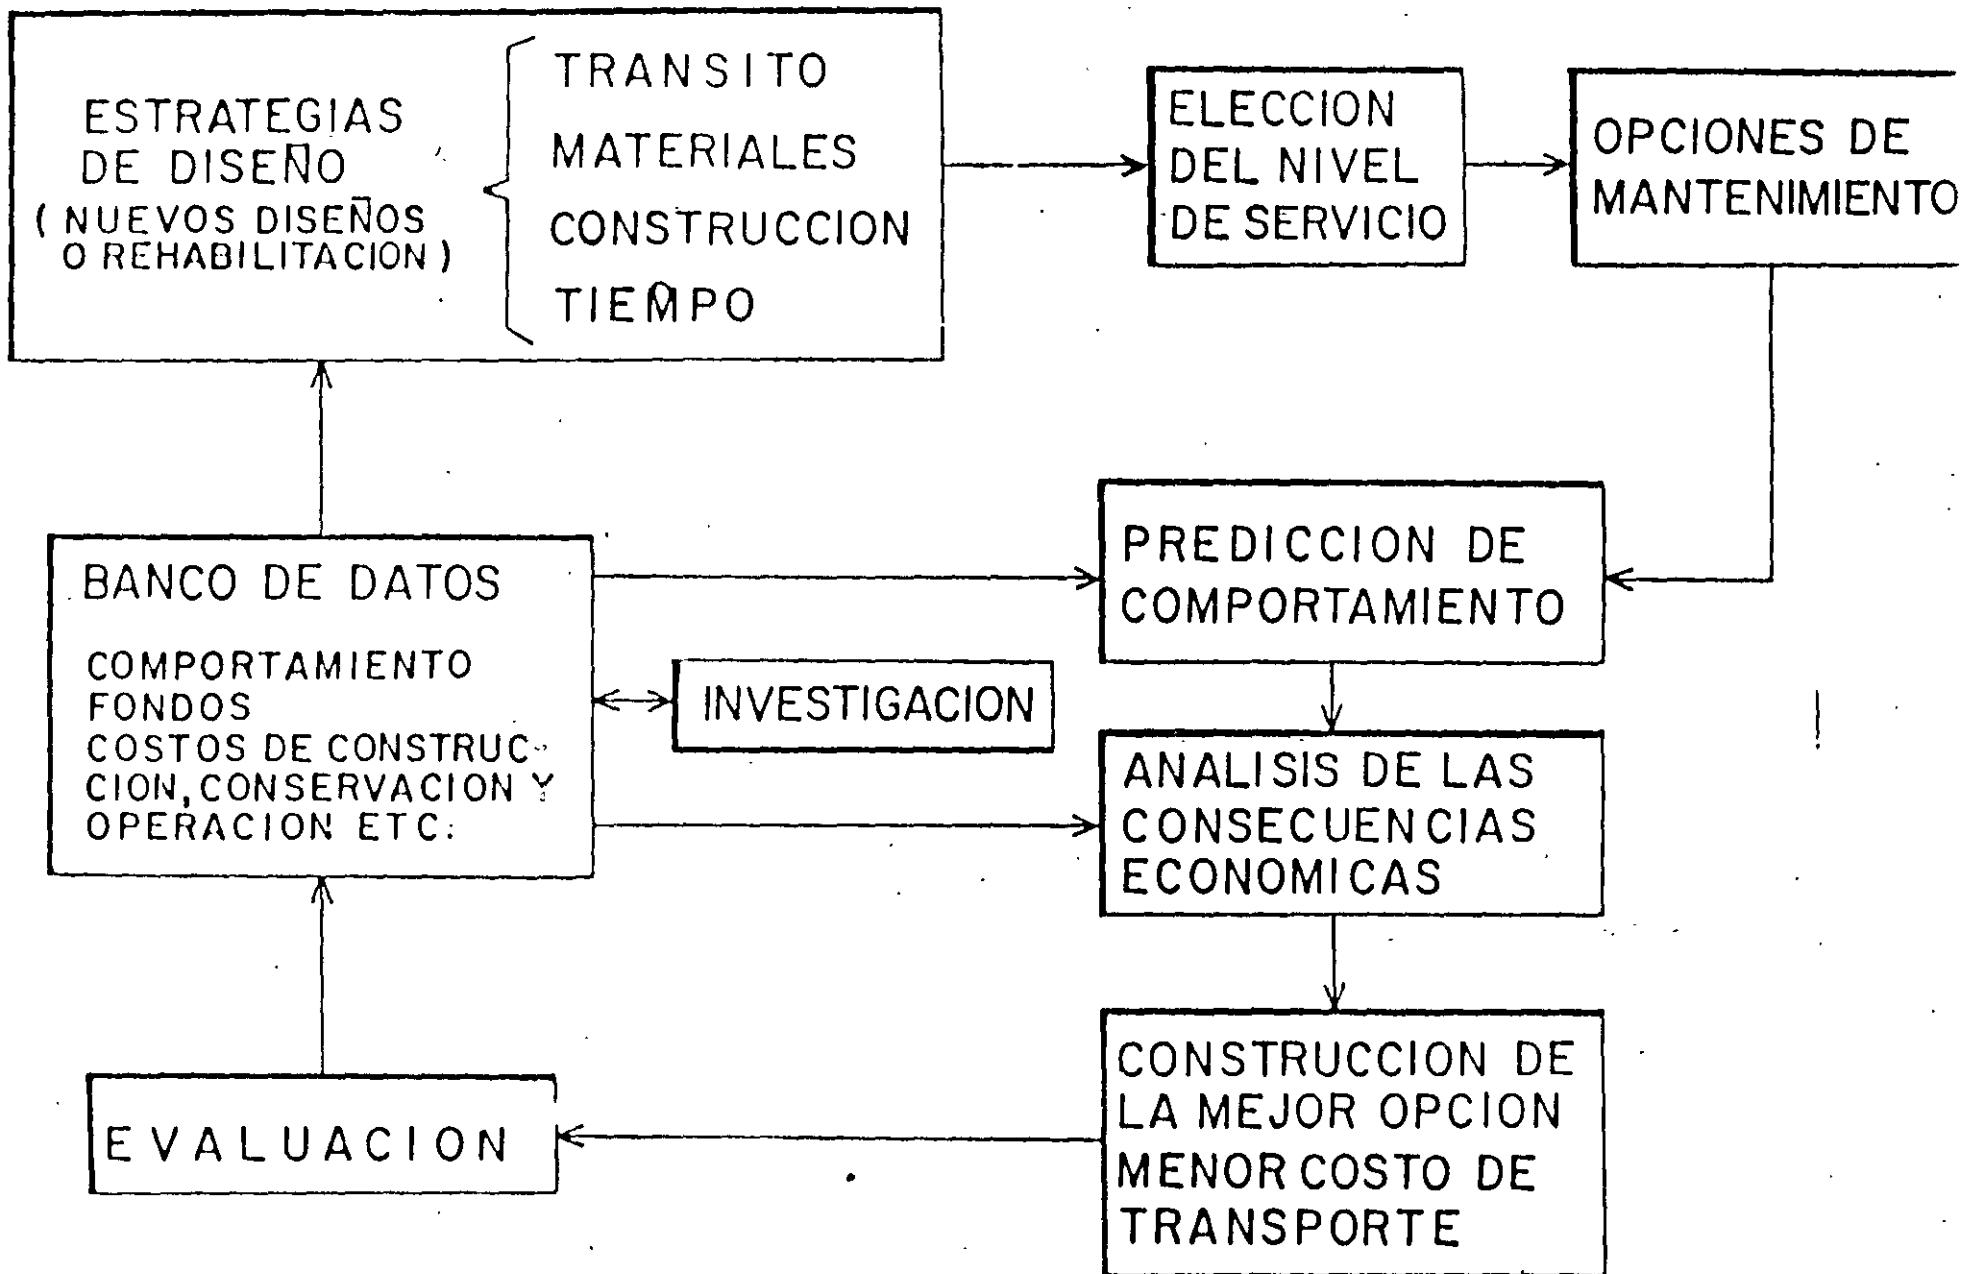 ESTRATEGIAS
DE DISEÑO
( NUEVOS DISEÑOS
O REHABILITACION )
TRANSITO
MATERIALES
CONSTRUCCION
TIEMPO
ELECCION
DEL NIVEL
DE SERVICIO
OPCIONES DE
MANTENIMIENTO
BANCO DE DATOS
COMPORTAMIENTO
FONDOS
COSTOS DE CONSTRUC-
CION, CONSERVACION Y
OPERACION ETC.
INVESTIGACION
PREDICCION DE
COMPORTAMIENTO
ANALISIS DE LAS
CONSECUENCIAS
ECONOMICAS
CONSTRUCCION DE
LA MEJOR OPCION
MENOR COSTO DE
TRANSPORTE
EVALUACION